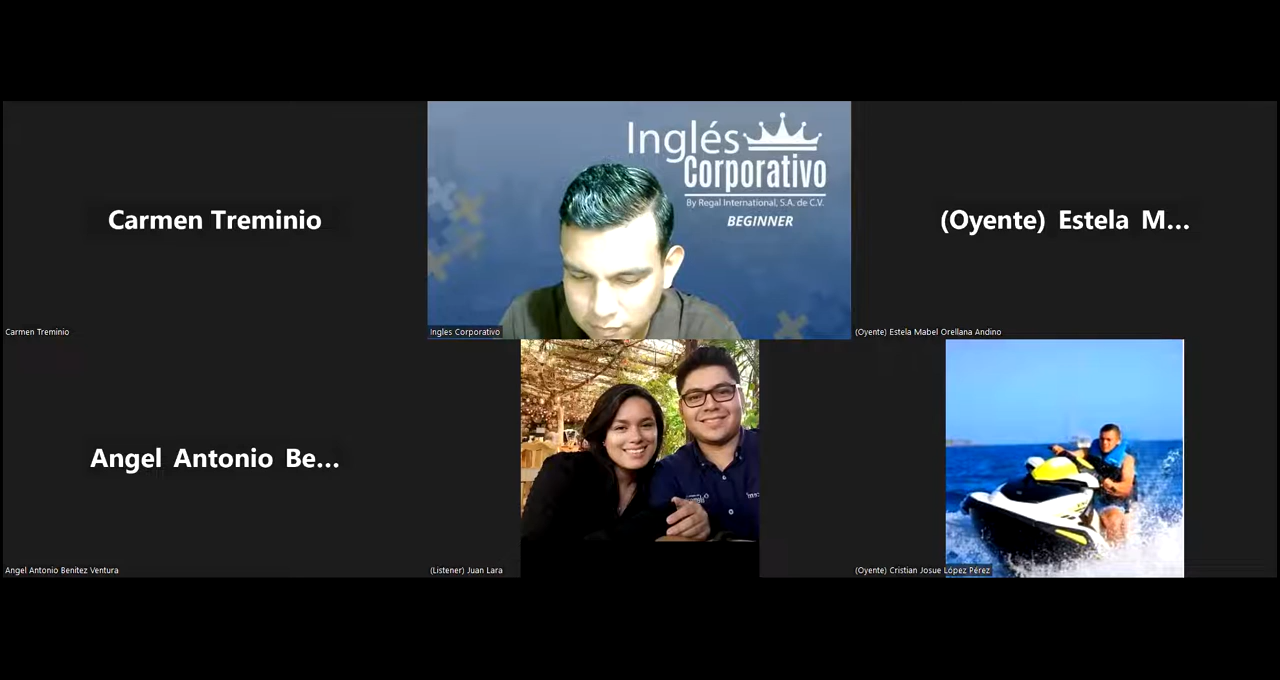 Carmen Treminio
Carmen Treminio
Inglés
Corporativo
By Regal International, S.A. de C.V.
BEGINNER
Ingles Corporativo
(Oyente) Estela M...
(Oyente) Estela Mabel Orellana Andino
Angel Antonio Be...
Angel Antonio Benitez Ventura
(Listener) Juan Lara
(Oyente) Cristian Josue López Pérez